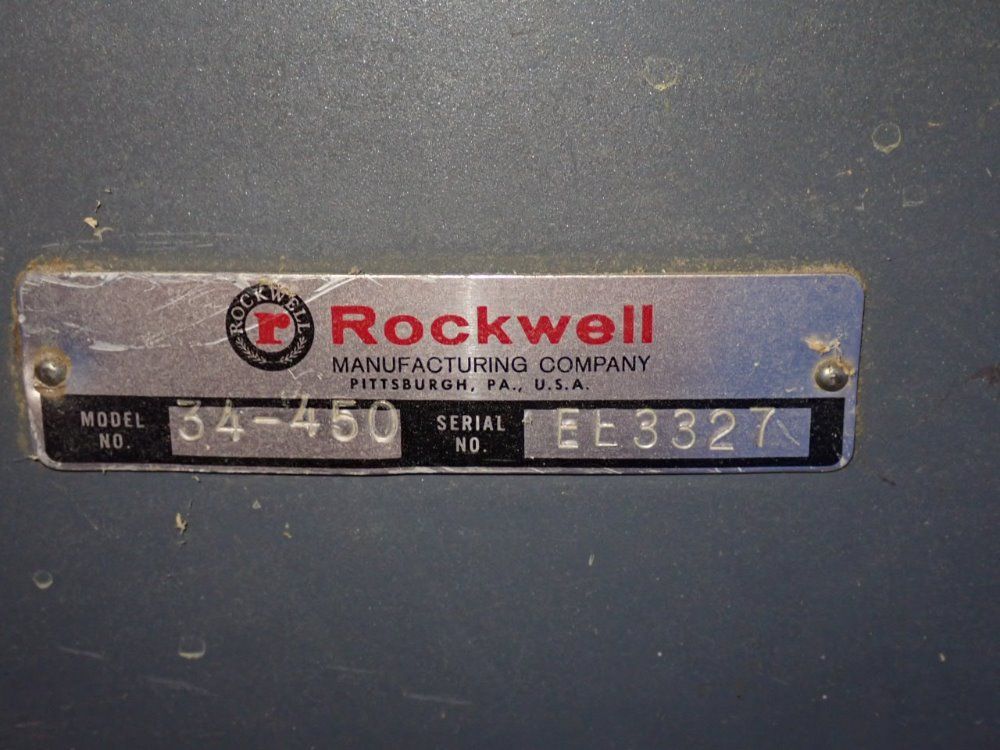 ROCKWELL
r
Rockwell
MANUFACTURING COMPANY
PITTSBURGH, PA., U.S.A.
MODEL NO. 34-450 SERIAL NO. EE3327